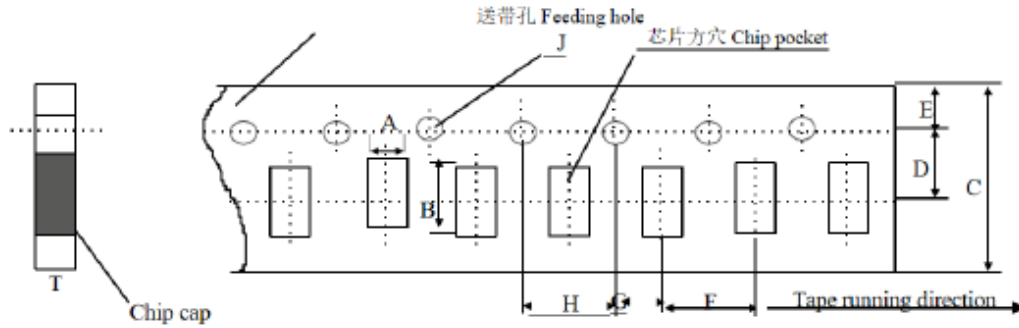 送带孔 Feeding hole
芯片方穴 Chip pocket
J
A
E
D
C
B
T
H
G
F
Tape running direction
Chip cap